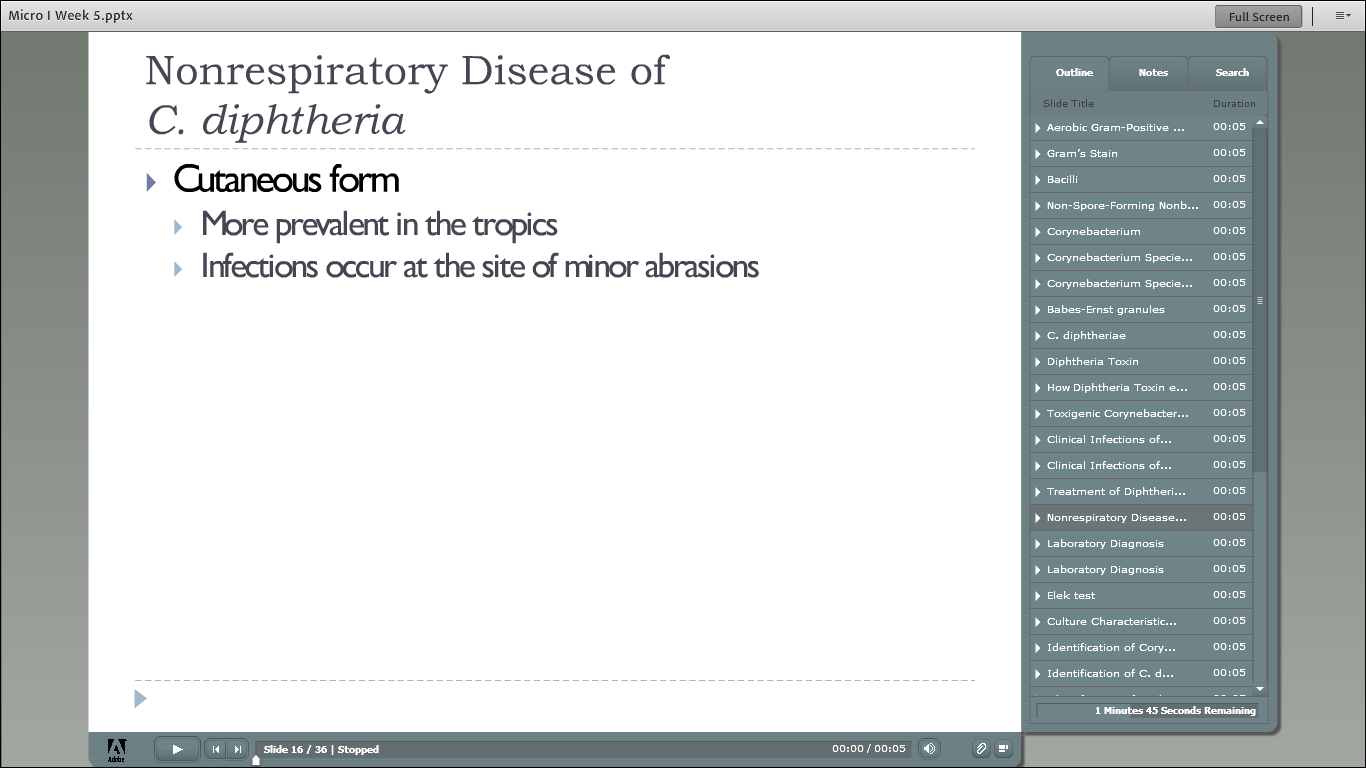 Micro I Week 5.pptx
Full Screen
Nonrespiratory Disease of
C. diphtheria
Cutaneous form
More prevalent in the tropics
Infections occur at the site of minor abrasions
Outline Notes Search
Slide Title Duration
Aerobic Gram-Positive ... 00:05
Gram's Stain 00:05
Bacilli 00:05
Non-Spore-Forming Nonb... 00:05
Corynebacterium 00:05
Corynebacterium Specie... 00:05
Corynebacterium Specie... 00:05
Babes-Ernst granules 00:05
C. diphtheriae 00:05
Diphtheria Toxin 00:05
How Diphtheria Toxin e... 00:05
Toxigenic Corynebacter... 00:05
Clinical Infections of... 00:05
Clinical Infections of... 00:05
Treatment of Diphtheri... 00:05
Nonrespiratory Disease... 00:05
Laboratory Diagnosis 00:05
Laboratory Diagnosis 00:05
Elek test 00:05
Culture Characteristic... 00:05
Identification of Cory... 00:05
Identification of C. d... 00:05
1 Minutes 45 Seconds Remaining
Adobe
Slide 16 / 36 | Stopped 00:00 / 00:05